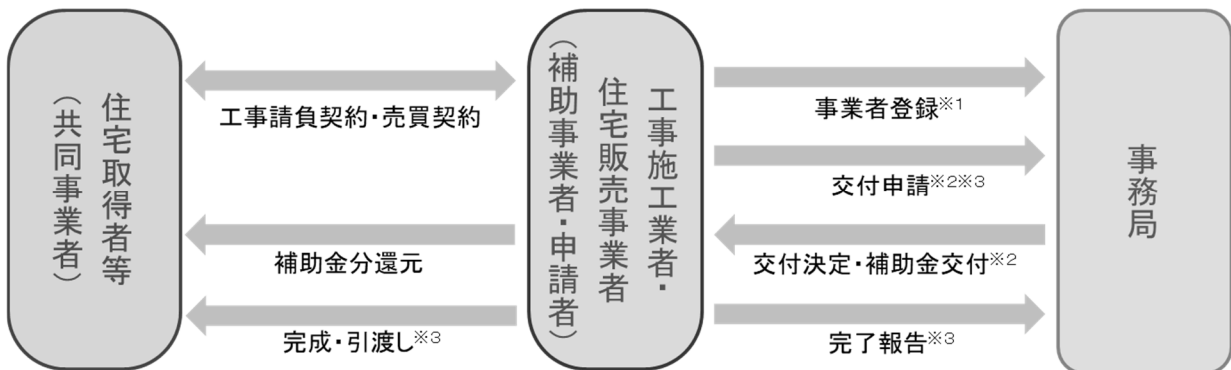 住宅取得者等
（共同事業者）
工事請負契約・売買契約
補助金分還元
完成・引渡し※3
工事施工業者・
住宅販売事業者
（補助事業者・申請者）
事業者登録※1
交付申請※2※3
交付決定・補助金交付※2
完了報告※3
事務局